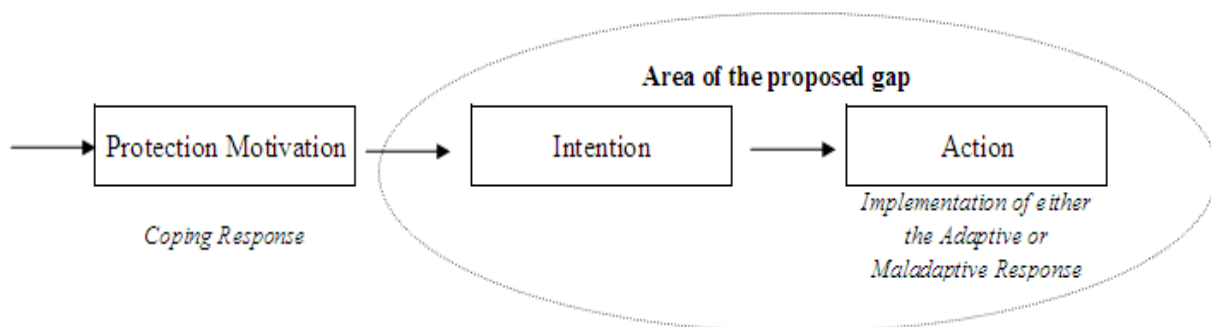 Area of the proposed gap
Protection Motivation
Intention
Action
Coping Response
Implementation of either
the Adaptive or
Maladaptive Response